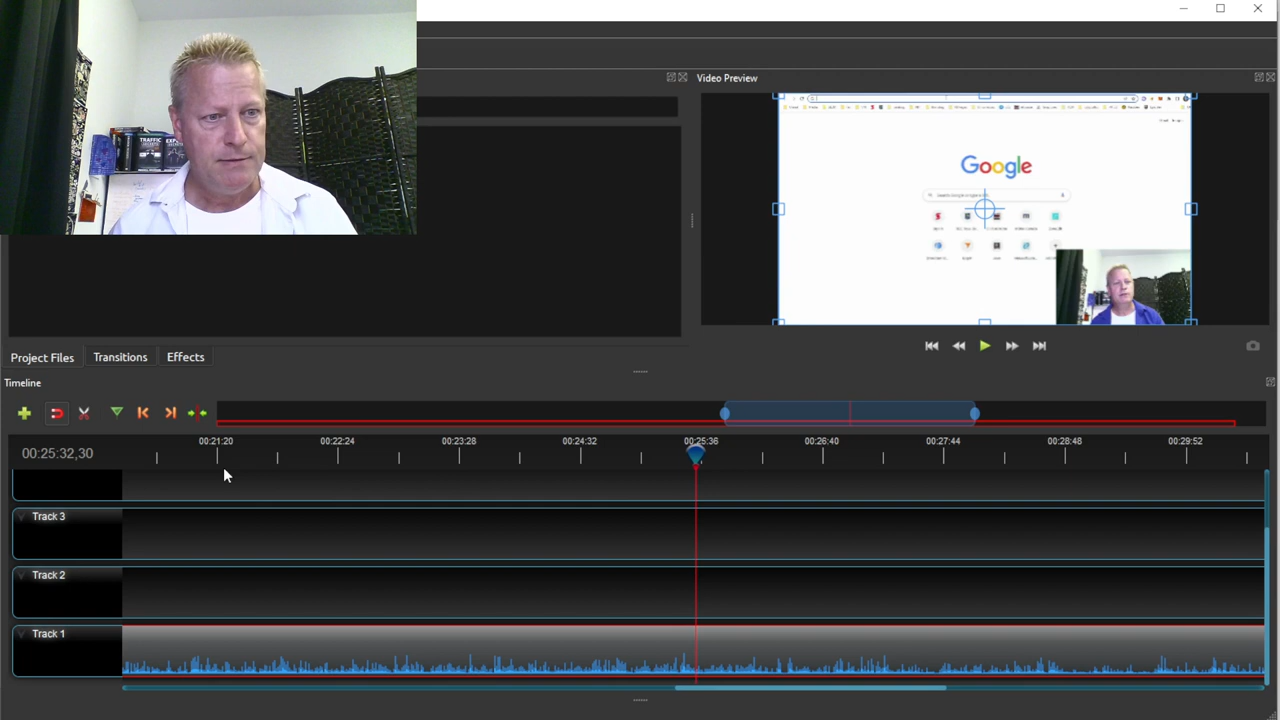 TRAFFIC
Video Preview
Google
Project Files
Transitions
Effects
Timeline
00:21:20
00:22:24
00:23:28
00:24:32
00:25:36
00:26:40
00:27:44
00:28:48
00:29:52
00:25:32,30
Track 3
Track 2
Track 1